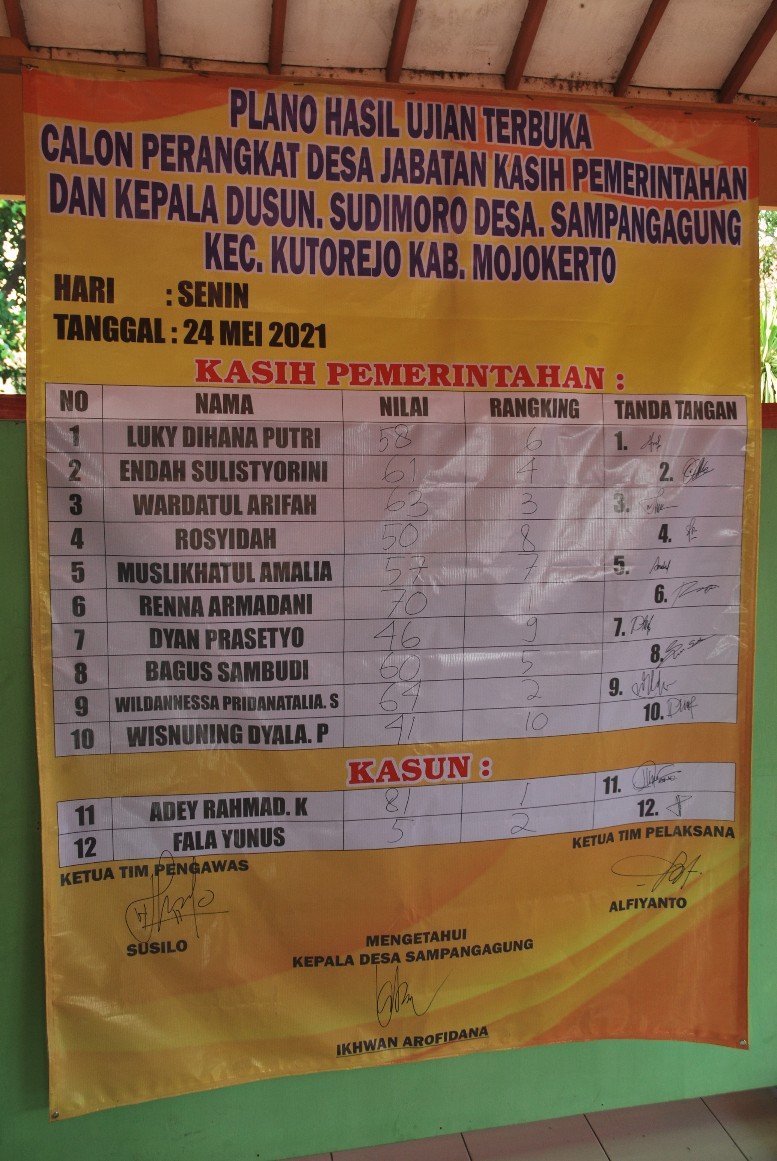 PLANO HASIL UJIAN TERBUKA
CALON PERANGKAT DESA JABATAN KASIH PEMERINTAHAN
DAN KEPALA DUSUN. SUDIMORO DESA. SAMPANGAGUNG
KEC. KUTOREJO KAB. MOJOKERTO
HARI : SENIN
TANGGAL : 24 MEI 2021
KASIH PEMERINTAHAN :
NO NAMA NILAI RANGKING TANDA TANGAN
1 LUKY DIHANA PUTRI 58 6 1.
2 ENDAH SULISTYORINI 61 4 2.
3 WARDATUL ARIFAH 63 3 3.
4 ROSYIDAH 50 8 4.
5 MUSLIKHATUL AMALIA 57 7 5.
6 RENNA ARMADANI 70 1 6.
7 DYAN PRASETYO 46 9 7.
8 BAGUS SAMBUDI 60 5 8.
9 WILDANNESSA PRIDANATALIA. S 64 2 9.
10 WISNUNING DYALA. P 41 10 10.
KASUN :
11 ADEY RAHMAD. K 81 1 11.
12 FALA YUNUS 5 2 12.
KETUA TIM PENGAWAS KETUA TIM PELAKSANA
SUSILO ALFIYANTO
MENGETAHUI
KEPALA DESA SAMPANGAGUNG
IKHWAN AROFIDANA